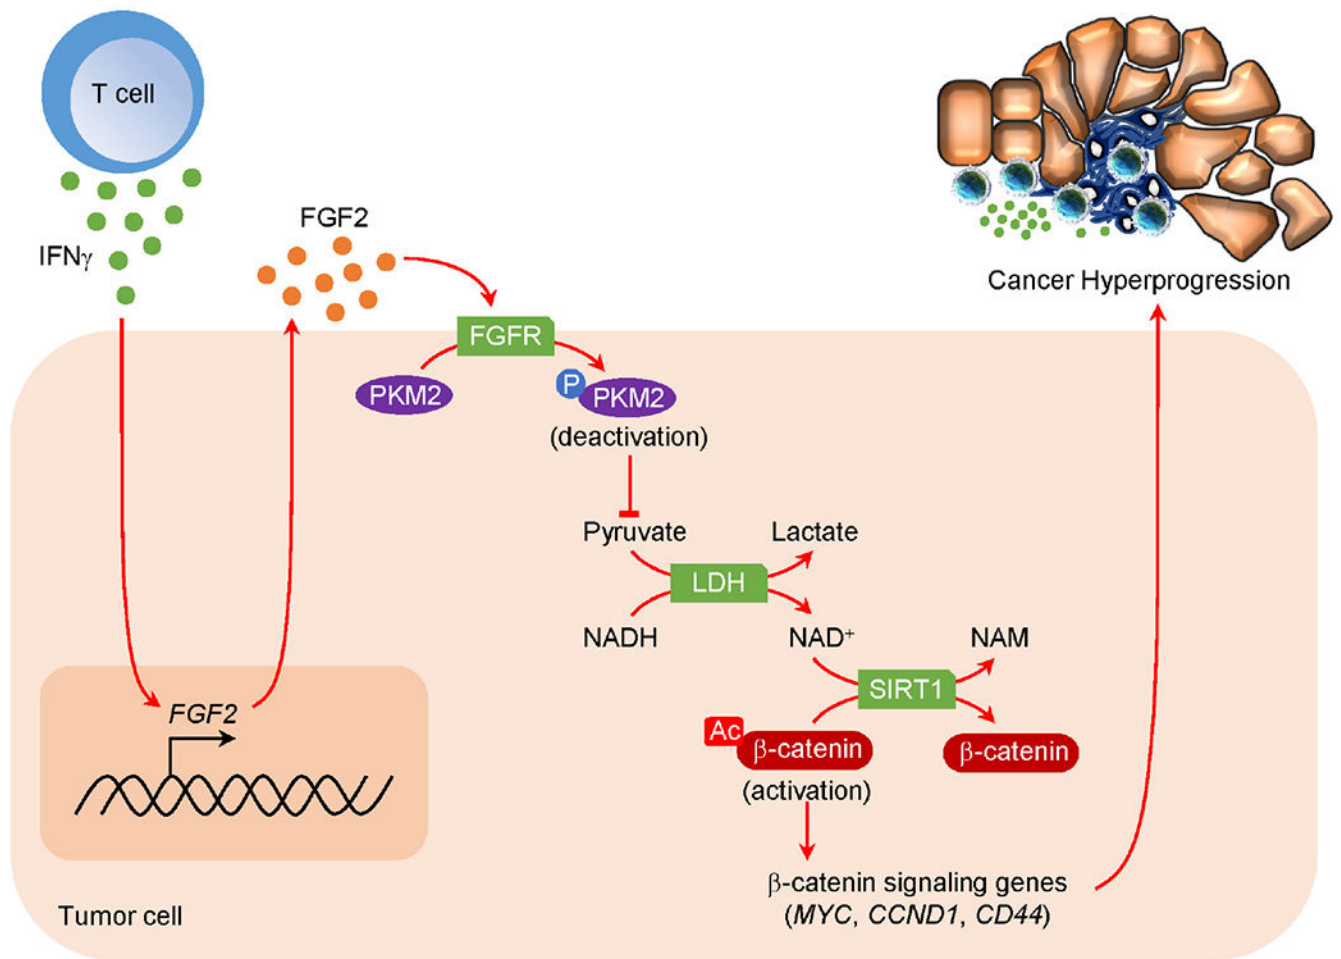 T cell
IFNγ
FGF2
FGFR
PKM2
P
PKM2
(deactivation)
Pyruvate
Lactate
LDH
NADH
NAD⁺
NAM
SIRT1
Ac
β-catenin
(activation)
β-catenin
β-catenin signaling genes
(MYC, CCND1, CD44)
Cancer Hyperprogression
FGF2
Tumor cell